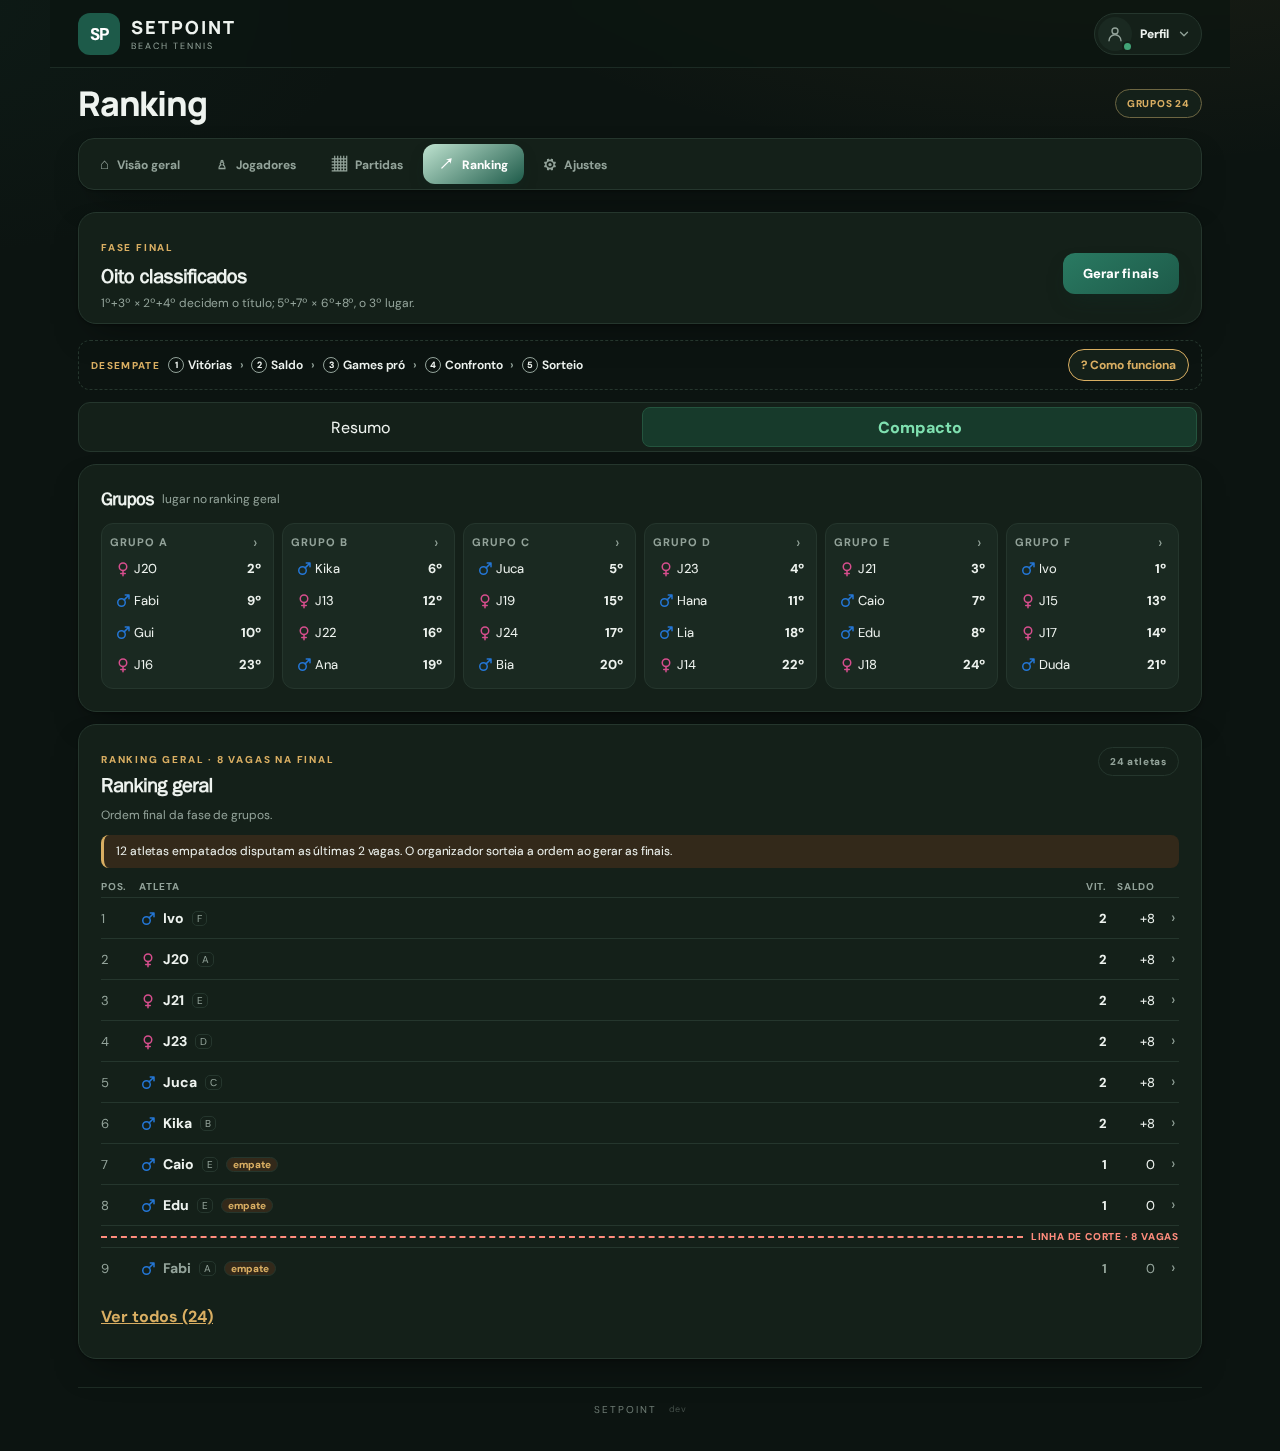 SP SETPOINT
BEACH TENNIS
Perfil
Ranking
GRUPOS 24
Visão geral Jogadores Partidas Ranking Ajustes
FASE FINAL
Oito classificados
1º+3º × 2º+4º decidem o título; 5º+7º × 6º+8º, o 3º lugar.
Gerar finais
DESEMPATE 1 Vitórias › 2 Saldo › 3 Games pró › 4 Confronto › 5 Sorteio
? Como funciona
Resumo Compacto
Grupos lugar no ranking geral
GRUPO A ›
♀ J20 2º
♂ Fabi 9º
♂ Gui 10º
♀ J16 23º
GRUPO B ›
♂ Kika 6º
♀ J13 12º
♀ J22 16º
♂ Ana 19º
GRUPO C ›
♂ Juca 5º
♀ J19 15º
♀ J24 17º
♂ Bia 20º
GRUPO D ›
♀ J23 4º
♂ Hana 11º
♂ Lia 18º
♀ J14 22º
GRUPO E ›
♀ J21 3º
♂ Caio 7º
♂ Edu 8º
♀ J18 24º
GRUPO F ›
♂ Ivo 1º
♀ J15 13º
♀ J17 14º
♂ Duda 21º
RANKING GERAL · 8 VAGAS NA FINAL
24 atletas
Ranking geral
Ordem final da fase de grupos.
12 atletas empatados disputam as últimas 2 vagas. O organizador sorteia a ordem ao gerar as finais.
POS. ATLETA VIT. SALDO
1 ♂ Ivo F 2 +8 ›
2 ♀ J20 A 2 +8 ›
3 ♀ J21 E 2 +8 ›
4 ♀ J23 D 2 +8 ›
5 ♂ Juca C 2 +8 ›
6 ♂ Kika B 2 +8 ›
7 ♂ Caio E empate 1 0 ›
8 ♂ Edu E empate 1 0 ›
LINHA DE CORTE · 8 VAGAS
9 ♂ Fabi A empate 1 0 ›
Ver todos (24)
SETPOINT dev